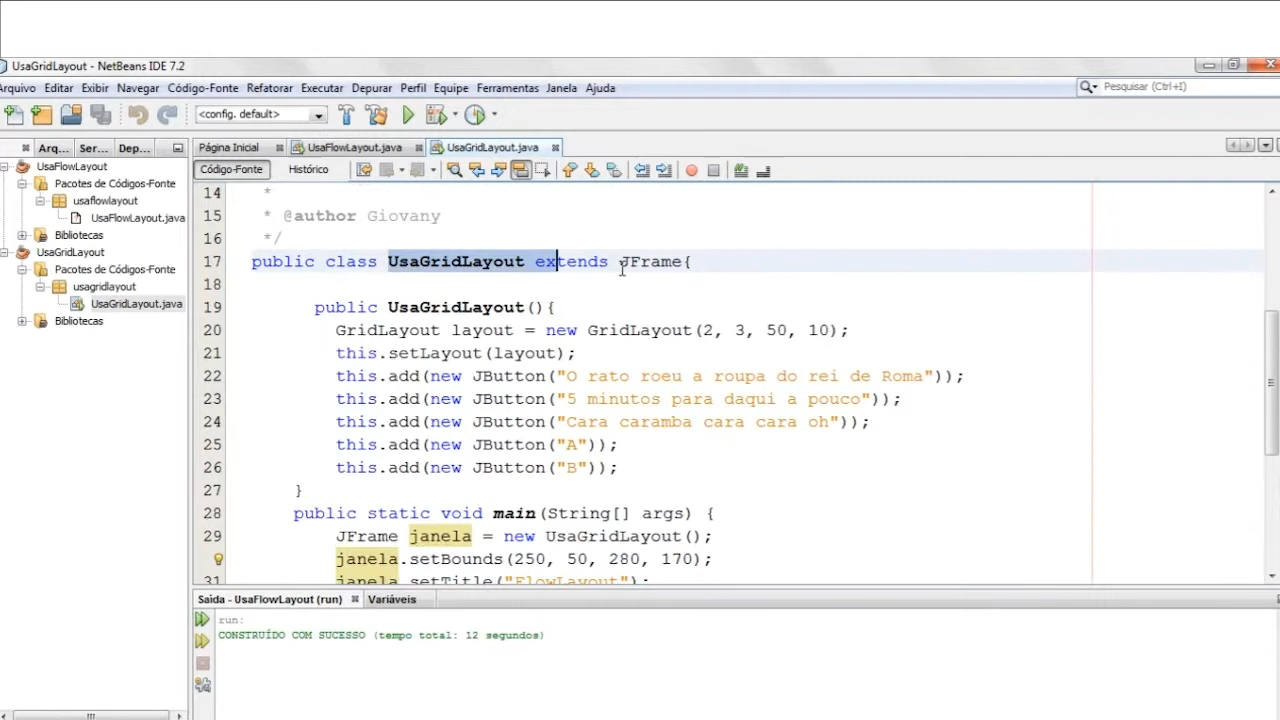 UsaGridLayout - NetBeans IDE 7.2
Arquivo Editar Exibir Navegar Código-Fonte Refatorar Executar Depurar Perfil Equipe Ferramentas Janela Ajuda
Pesquisar (Ctrl+I)
<config. default>
Arq... Ser... Dep...
Página Inicial UsaFlowLayout.java UsaGridLayout.java
Código-Fonte Histórico
UsaFlowLayout
Pacotes de Códigos-Fonte
usaflowlayout
UsaFlowLayout.java
Bibliotecas
UsaGridLayout
Pacotes de Códigos-Fonte
usagridlayout
UsaGridLayout.java
Bibliotecas
14 *
15 * @author Giovany
16 */
17 public class UsaGridLayout extends JFrame{
18
19 public UsaGridLayout(){
20 GridLayout layout = new GridLayout(2, 3, 50, 10);
21 this.setLayout(layout);
22 this.add(new JButton("O rato roeu a roupa do rei de Roma"));
23 this.add(new JButton("5 minutos para daqui a pouco"));
24 this.add(new JButton("Cara caramba cara cara oh"));
25 this.add(new JButton("A"));
26 this.add(new JButton("B"));
27 }
28 public static void main(String[] args) {
29 JFrame janela = new UsaGridLayout();
janela.setBounds(250, 50, 280, 170);
31 janela.setTitle("FlowLayout");
Saída - UsaFlowLayout (run) Variáveis
run:
CONSTRUÍDO COM SUCESSO (tempo total: 12 segundos)